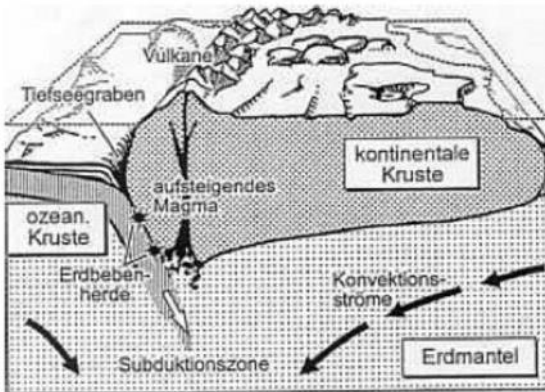 Vulkane
Tiefseegraben
kontinentale
Kruste
aufsteigendes
Magma
ozean.
Kruste
Erdbeben-
herde
Konvektions-
ströme
Subduktionszone
Erdmantel